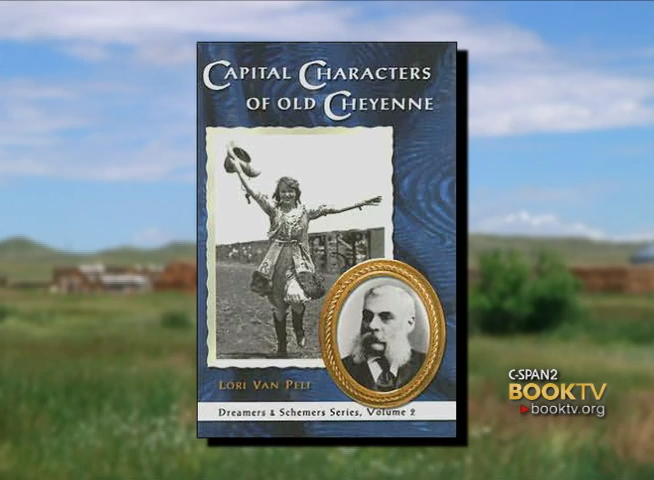 CAPITAL CHARACTERS
OF OLD CHEYENNE
LORI VAN PELT
Dreamers & Schemers Series, Volume 2
C-SPAN2
BOOKTV
booktv.org